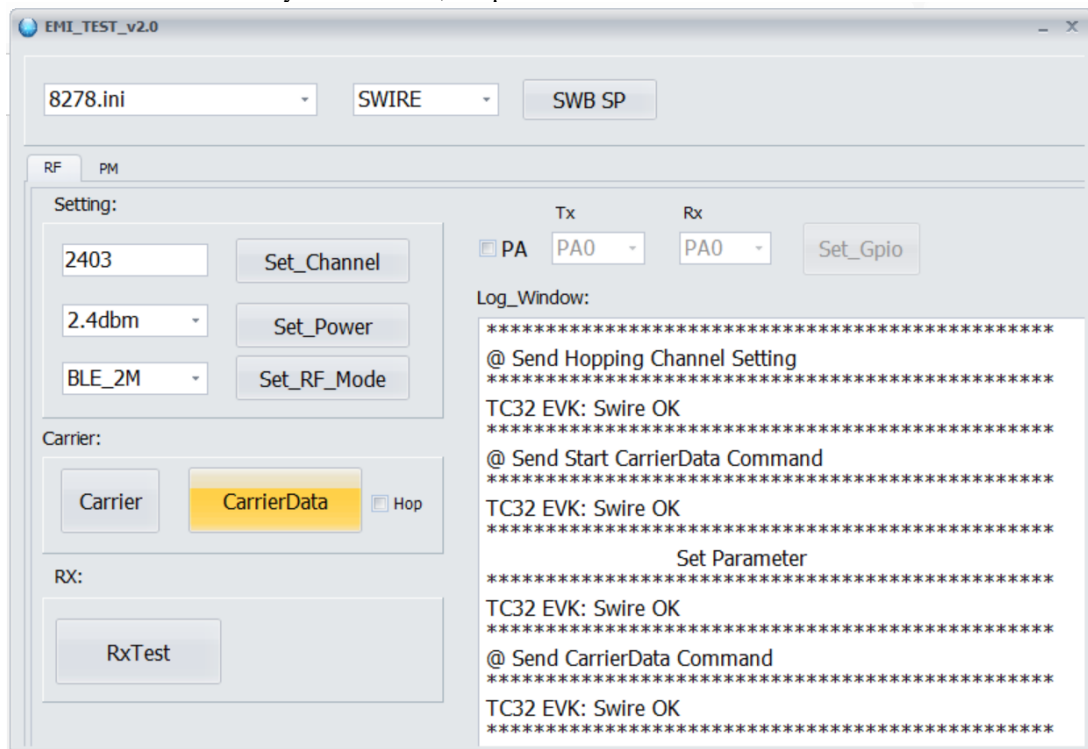 EMI_TEST_v2.0
8278.ini SWIRE SWB SP
RF PM
Setting:
2403 Set_Channel
2.4dbm Set_Power
BLE_2M Set_RF_Mode
Carrier:
Carrier CarrierData Hop
RX:
RxTest
Tx Rx
PA PA0 PA0 Set_Gpio
Log_Window:
************************************************
@ Send Hopping Channel Setting
************************************************
TC32 EVK: Swire OK
************************************************
@ Send Start CarrierData Command
************************************************
TC32 EVK: Swire OK
************************************************
Set Parameter
************************************************
TC32 EVK: Swire OK
************************************************
@ Send CarrierData Command
************************************************
TC32 EVK: Swire OK
************************************************